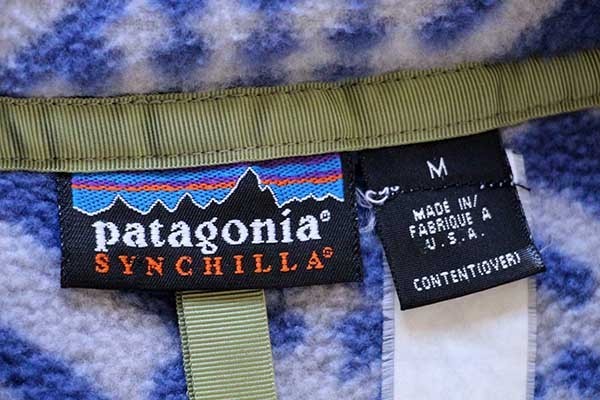 patagonia®
SYNCHILLA®
M
MADE IN/
FABRIQUE A
U.S.A.
CONTENT(OVER)